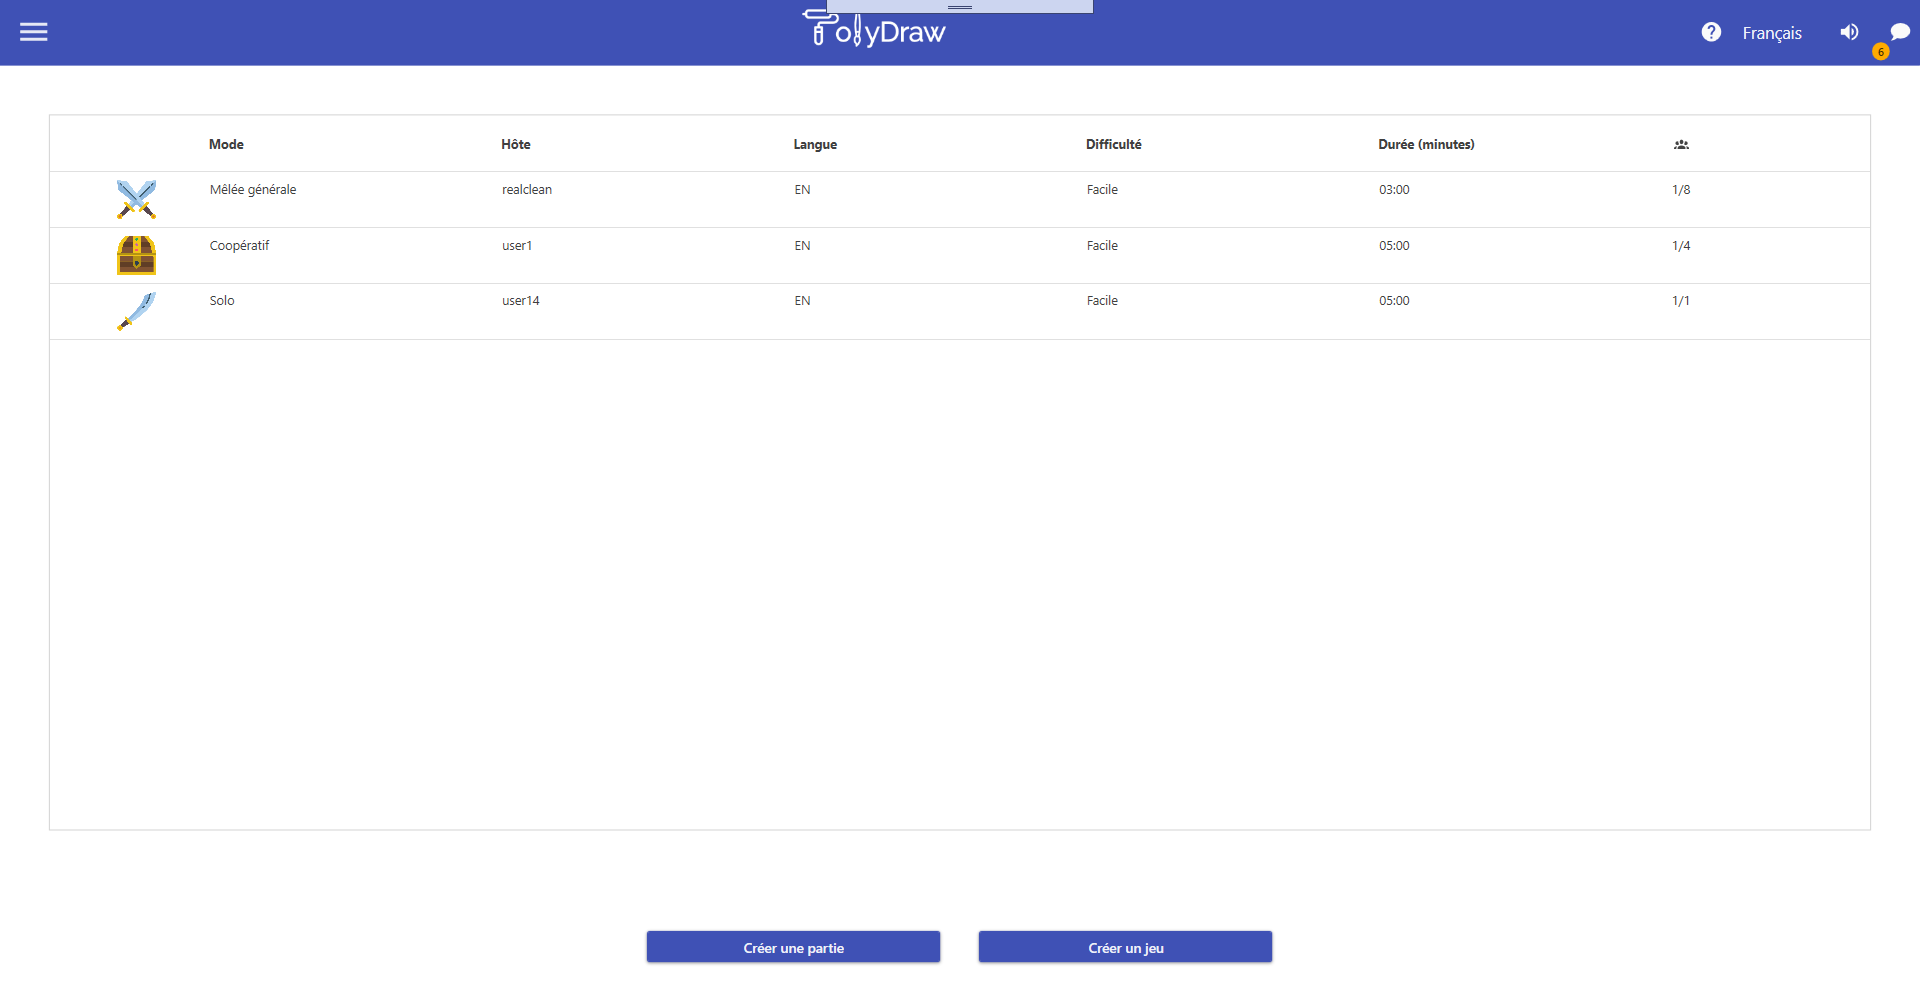 PolyDraw
Français
6
Mode Hôte Langue Difficulté Durée (minutes)
Mêlée générale realclean EN Facile 03:00 1/8
Coopératif user1 EN Facile 05:00 1/4
Solo user14 EN Facile 05:00 1/1
Créer une partie Créer un jeu